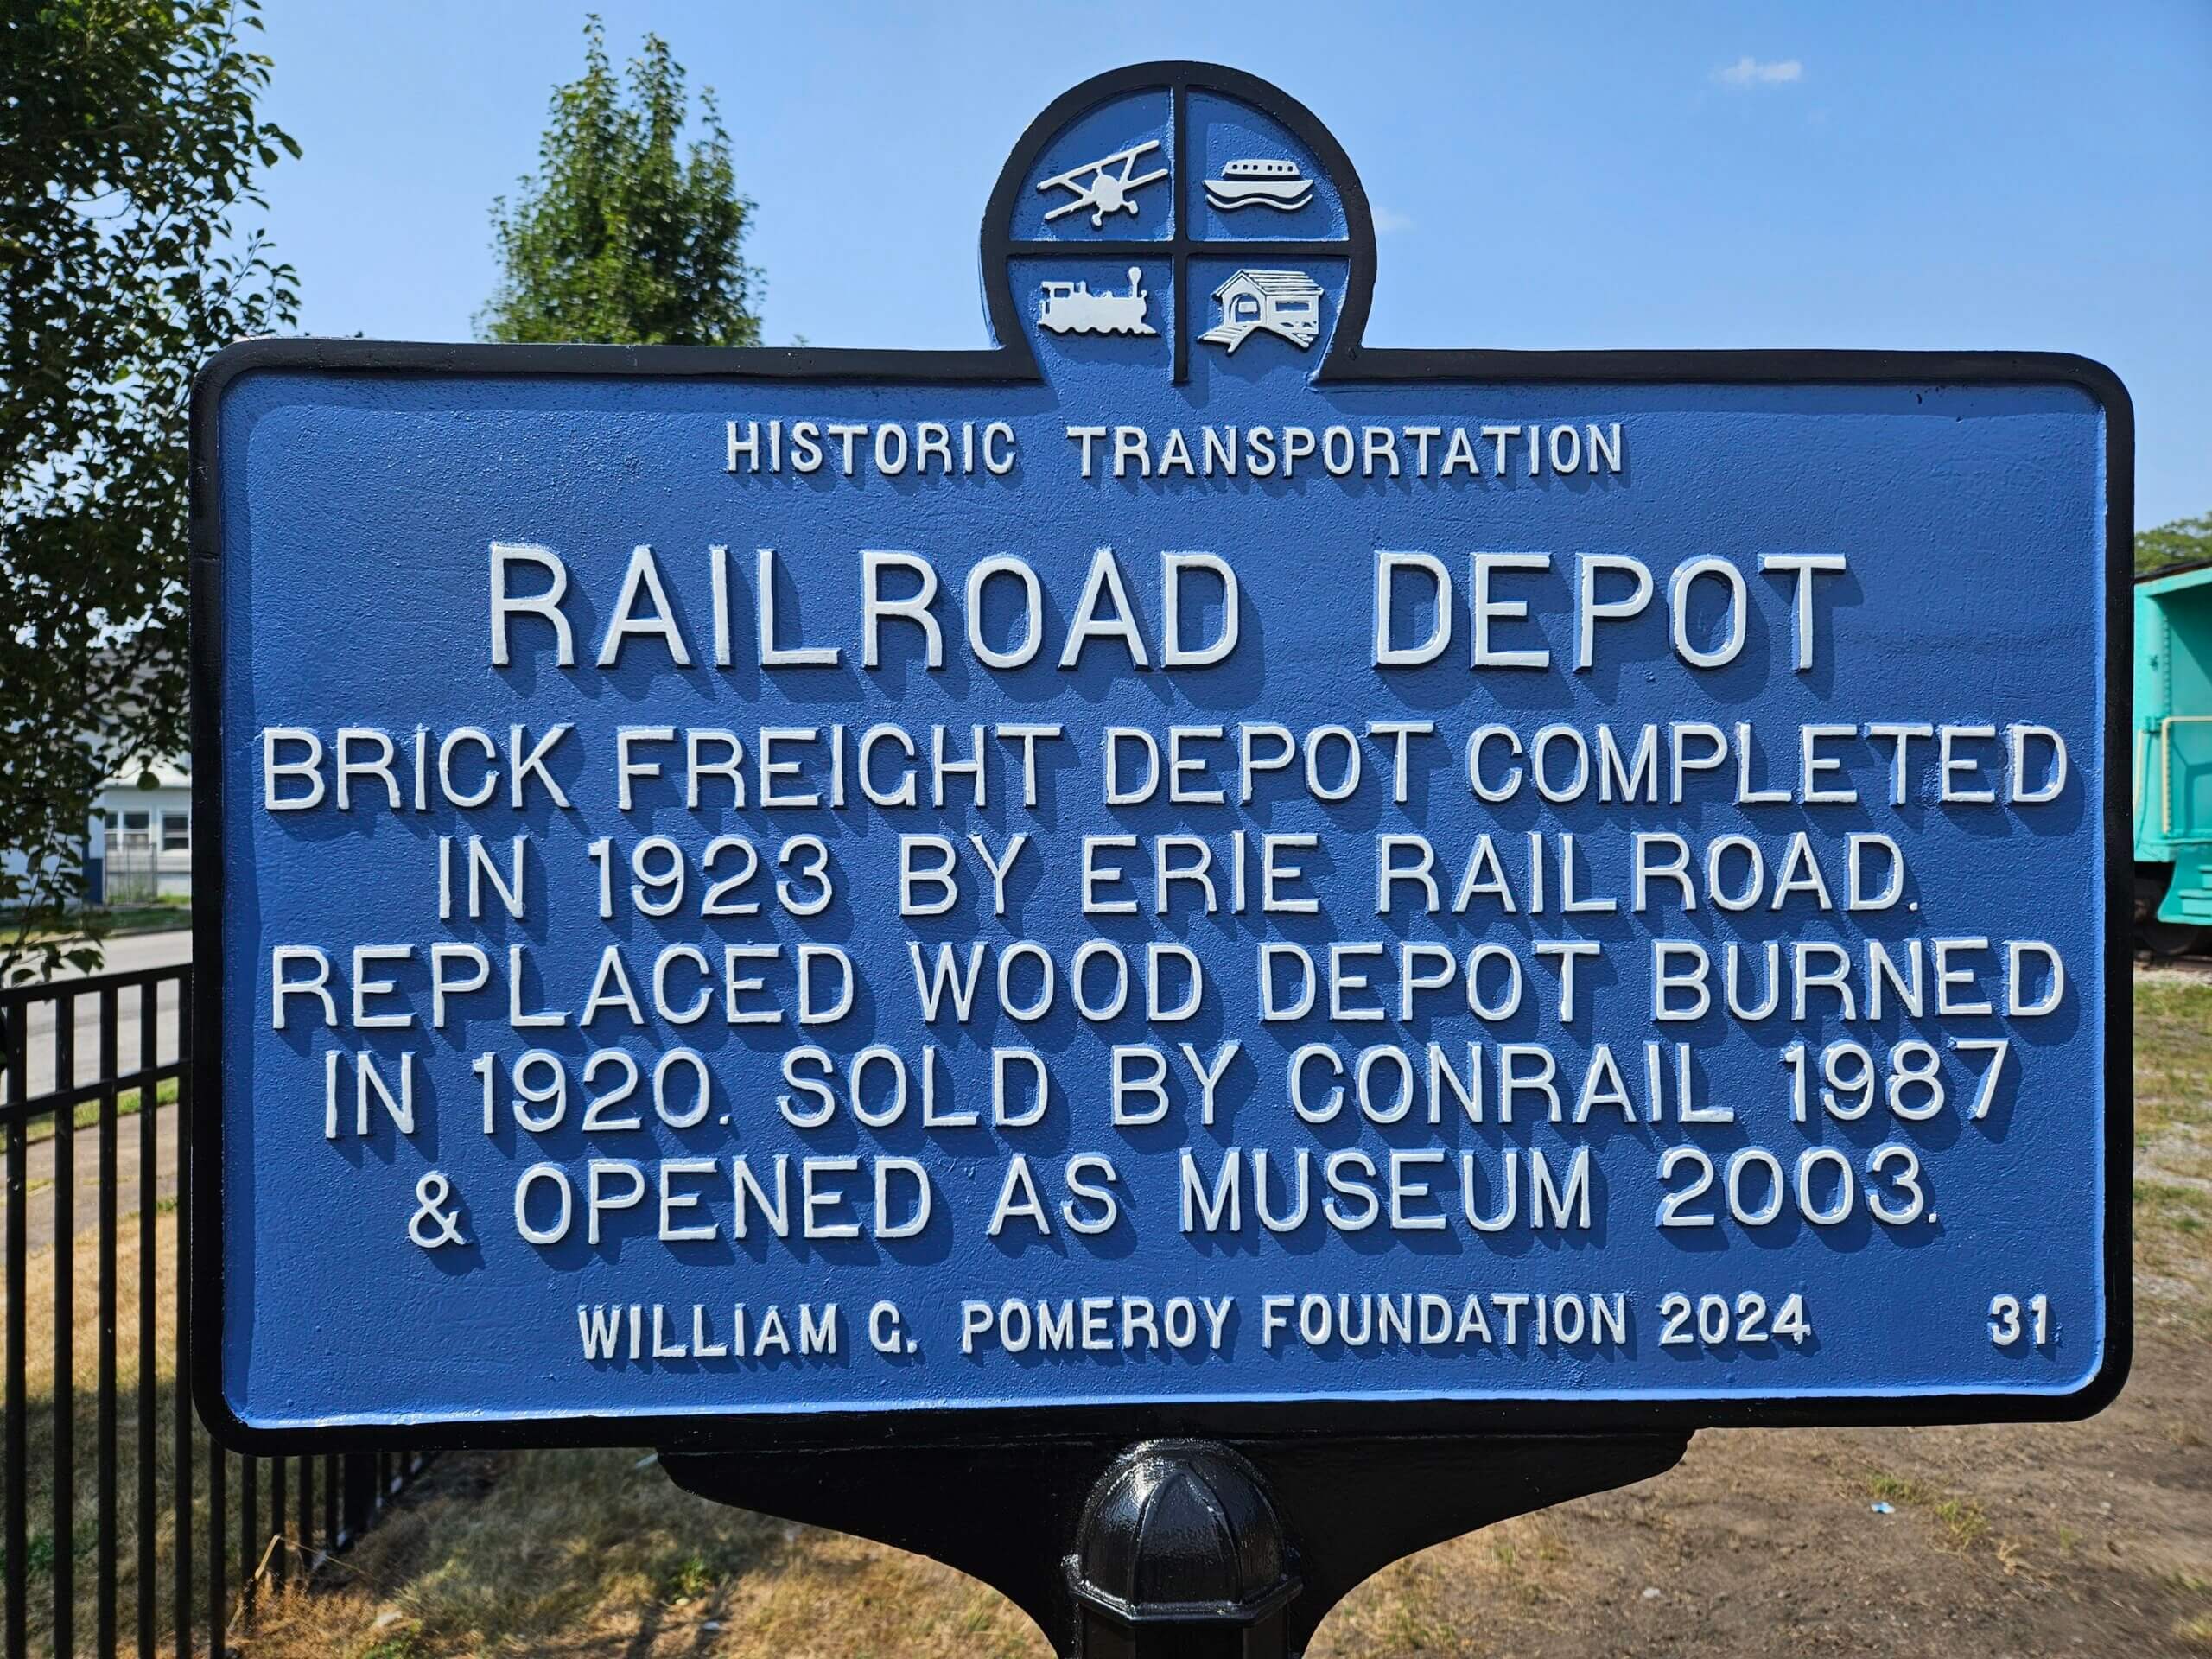 HISTORIC TRANSPORTATION
RAILROAD DEPOT
BRICK FREIGHT DEPOT COMPLETED
IN 1923 BY ERIE RAILROAD.
REPLACED WOOD DEPOT BURNED
IN 1920. SOLD BY CONRAIL 1987
& OPENED AS MUSEUM 2003.
WILLIAM G. POMEROY FOUNDATION 2024 31